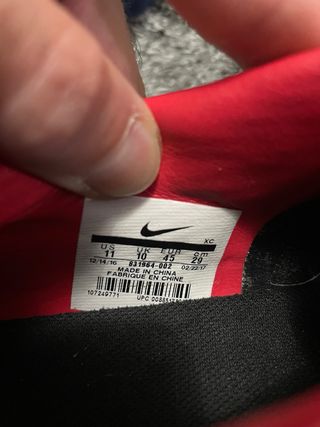 XC
US UK EUR cm
11 10 45 29
12/14/16 831964-002 02/22/17
MADE IN CHINA
FABRIQUE EN CHINE
107249771
UPC